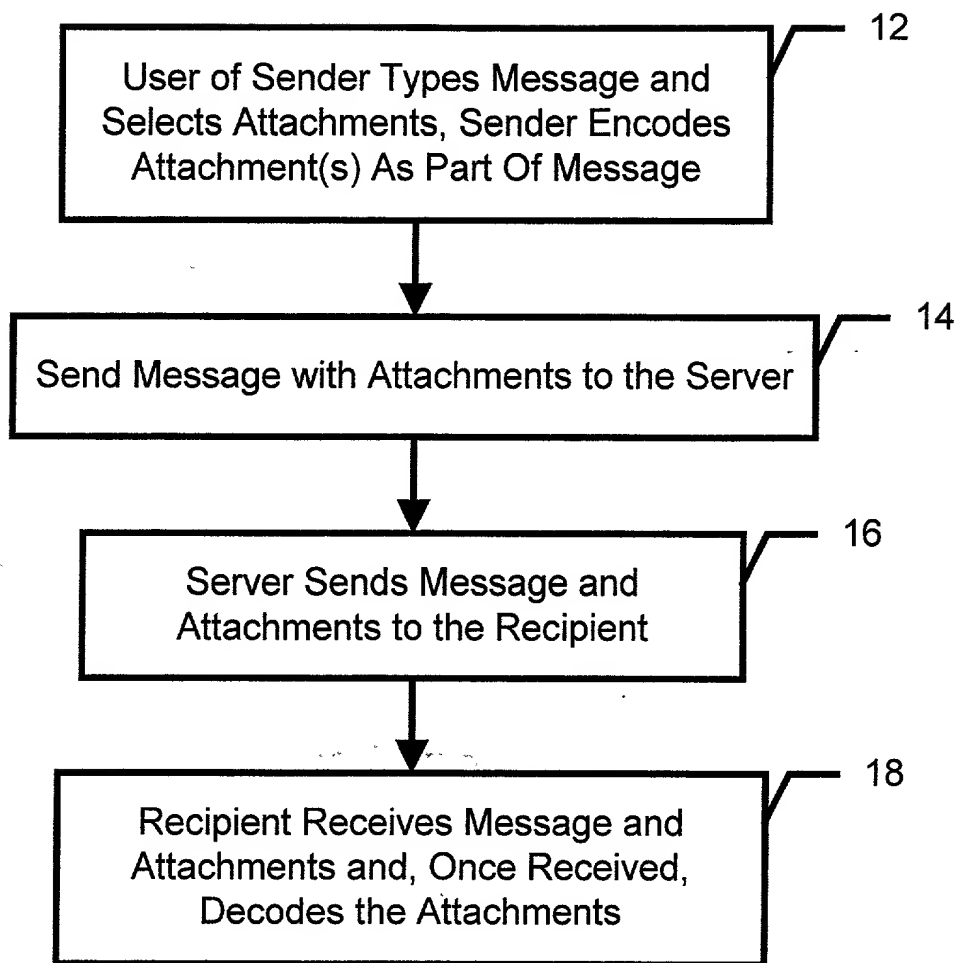 12
User of Sender Types Message and
Selects Attachments, Sender Encodes
Attachment(s) As Part Of Message
14
Send Message with Attachments to the Server
16
Server Sends Message and
Attachments to the Recipient
18
Recipient Receives Message and
Attachments and, Once Received,
Decodes the Attachments